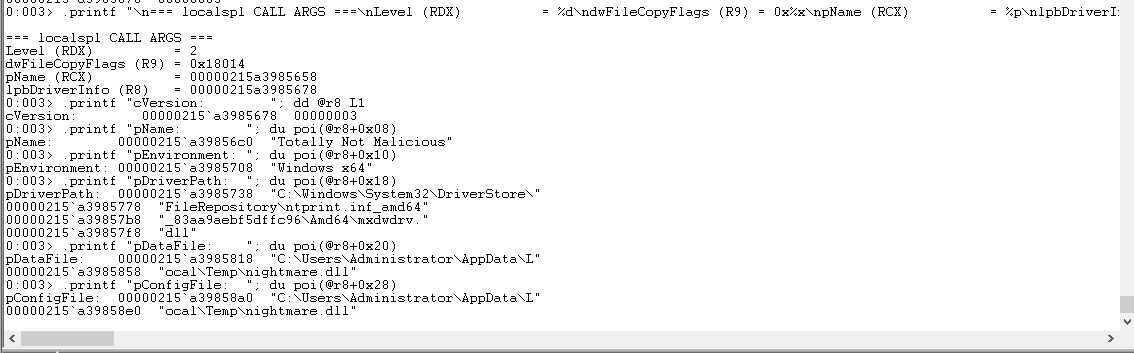 0:003> .printf "\n=== localspl CALL ARGS ===\nLevel (RDX)          = %d\ndwFileCopyFlags (R9) = 0x%x\npName (RCX)          = %p\nlpbDriverI
=== localspl CALL ARGS ===
Level (RDX)          = 2
dwFileCopyFlags (R9) = 0x18014
pName (RCX)          = 00000215a3985658
lpbDriverInfo (R8)   = 00000215a3985678
0:003> .printf "cVersion:        "; dd @r8 L1
cVersion:        00000215`a3985678  00000003
0:003> .printf "pName:        "; du poi(@r8+0x08)
pName:        00000215`a39856c0  "Totally Not Malicious"
0:003> .printf "pEnvironment: "; du poi(@r8+0x10)
pEnvironment: 00000215`a3985708  "Windows x64"
0:003> .printf "pDriverPath:  "; du poi(@r8+0x18)
pDriverPath:  00000215`a3985738  "C:\Windows\System32\DriverStore\"
00000215`a3985778  "FileRepository\ntprint.inf_amd64"
00000215`a39857b8  "_83aa9aebf5dffc96\Amd64\mxdwdrv."
00000215`a39857f8  "dll"
0:003> .printf "pDataFile:    "; du poi(@r8+0x20)
pDataFile:    00000215`a3985818  "C:\Users\Administrator\AppData\L"
00000215`a3985858  "ocal\Temp\nightmare.dll"
0:003> .printf "pConfigFile:  "; du poi(@r8+0x28)
pConfigFile:  00000215`a39858a0  "C:\Users\Administrator\AppData\L"
00000215`a39858e0  "ocal\Temp\nightmare.dll"